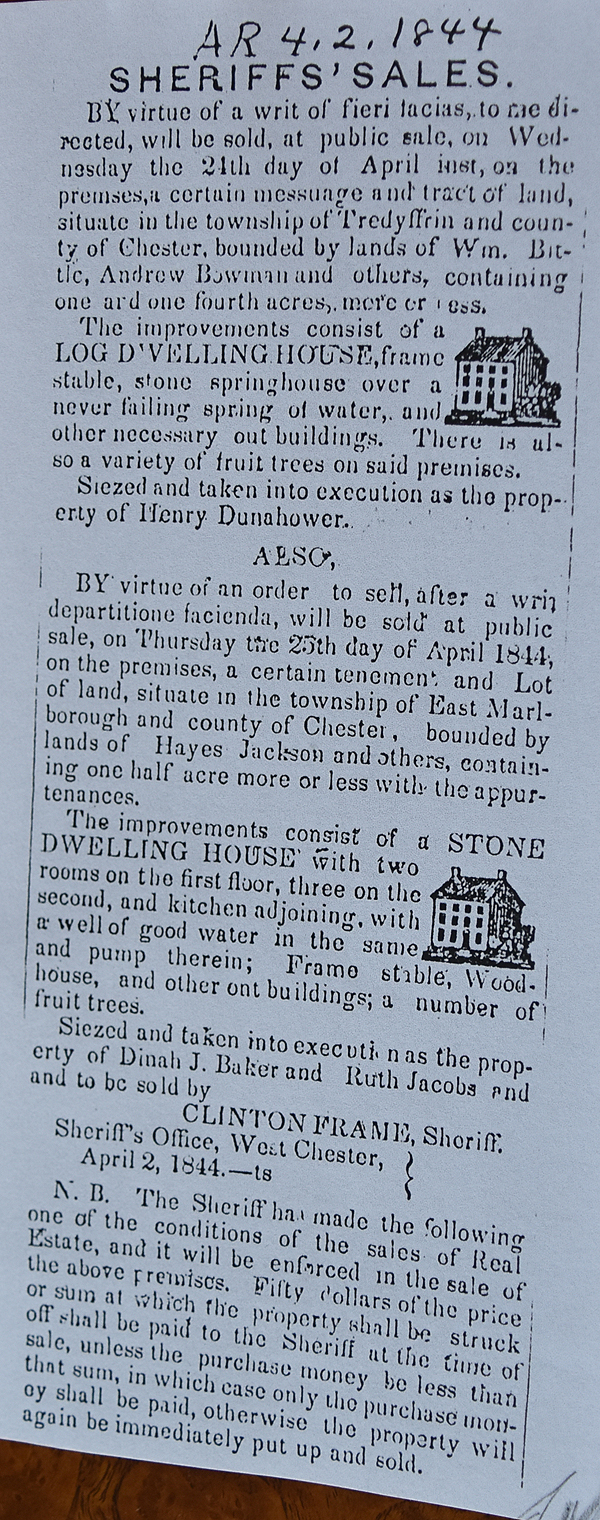 AR 4.2.1844
SHERIFFS' SALES.
BY virtue of a writ of fieri facias, to me di-
rected, will be sold, at public sale, on Wed-
nesday the 24th day of April inst, on the
premses, a certain messuage and tract of land,
situate in the township of Tredyffrin and coun-
ty of Chester, bounded by lands of Wm. Bit-
tle, Andrew Bowman and others, containing
one and one fourth acres, more or less.
The improvements consist of a
LOG DWELLING HOUSE, frame
stable, stone springhouse over a
never failing spring of water, and
other necessary out buildings. There is al-
so a variety of fruit trees on said premises.
Siezed and taken into execution as the prop-
erty of Henry Dunahower.
ALSO,
BY virtue of an order to sell, after a writ
departitione facienda, will be sold at public
sale, on Thursday the 25th day of April 1844,
on the premises, a certain tenement and Lot
of land, situate in the township of East Marl-
borough and county of Chester, bounded by
lands of Hayes Jackson and others, contain-
ing one half acre more or less with the appur-
tenances.
The improvements consist of a STONE
DWELLING HOUSE with two
rooms on the first floor, three on the
second, and kitchen adjoining, with
a well of good water in the same
and pump therein; Frame stable, Wood-
house, and other ont buildings; a number of
fruit trees.
Siezed and taken into execution as the prop-
erty of Dinah J. Baker and Ruth Jacobs and
and to be sold by
CLINTON FRAME, Sheriff.
Sheriff's Office, West Chester, }
April 2, 1844.—ts
N. B. The Sheriff has made the following
one of the conditions of the sales of Real
Estate, and it will be enforced in the sale of
the above premises. Fifty dollars of the price
or sum at which the property shall be struck
off shall be paid to the Sheriff at the time of
sale, unless the purchase money be less than
that sum, in which case only the purchase mon-
ey shall be paid, otherwise the property will
again be immediately put up and sold.